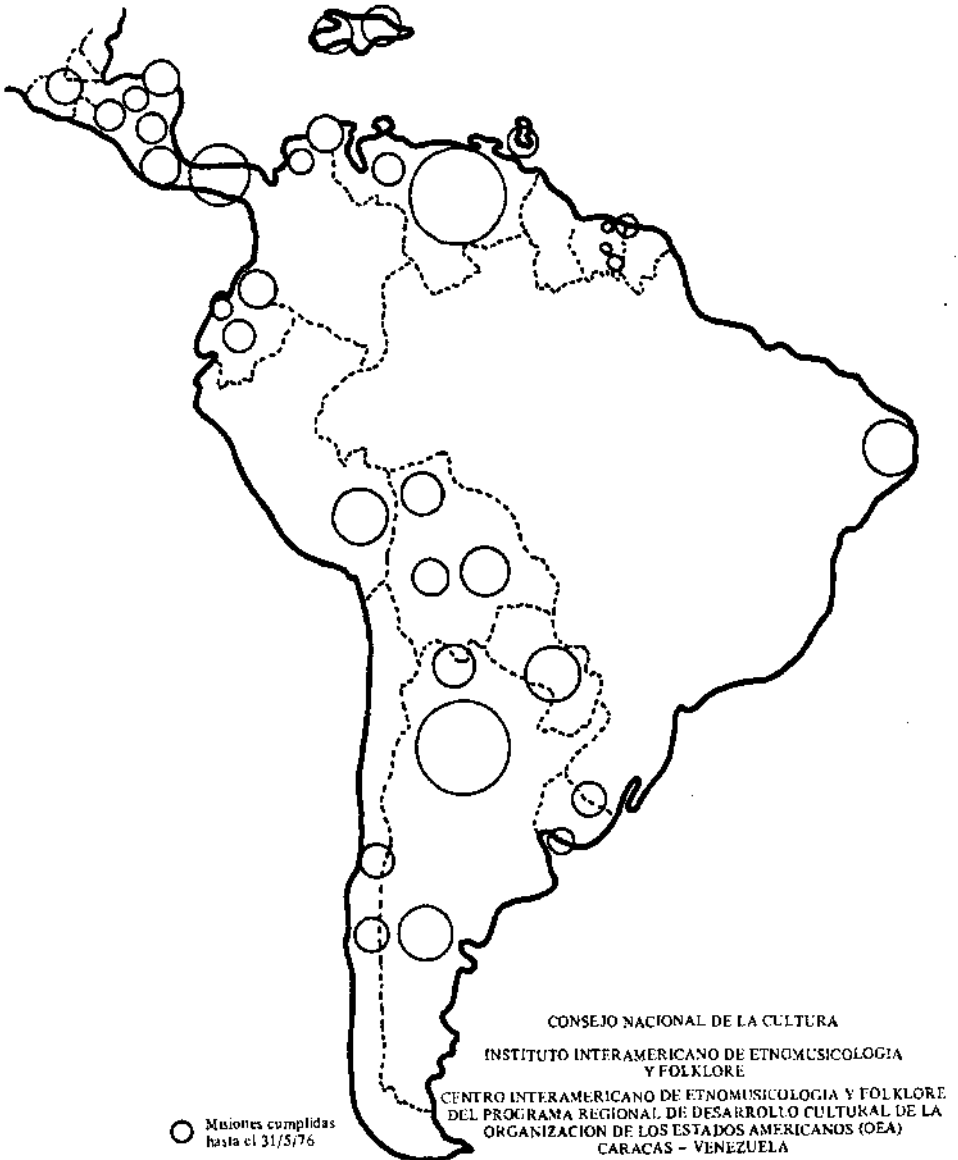 CONSEJO NACIONAL DE LA CULTURA
INSTITUTO INTERAMERICANO DE ETNOMUSICOLOGIA
Y FOLKLORE
CENTRO INTERAMERICANO DE ETNOMUSICOLOGIA Y FOLKLORE
DEL PROGRAMA REGIONAL DE DESARROLLO CULTURAL DE LA
ORGANIZACION DE LOS ESTADOS AMERICANOS (OEA)
CARACAS – VENEZUELA
Misiones cumplidas
hasta el 31/5/76